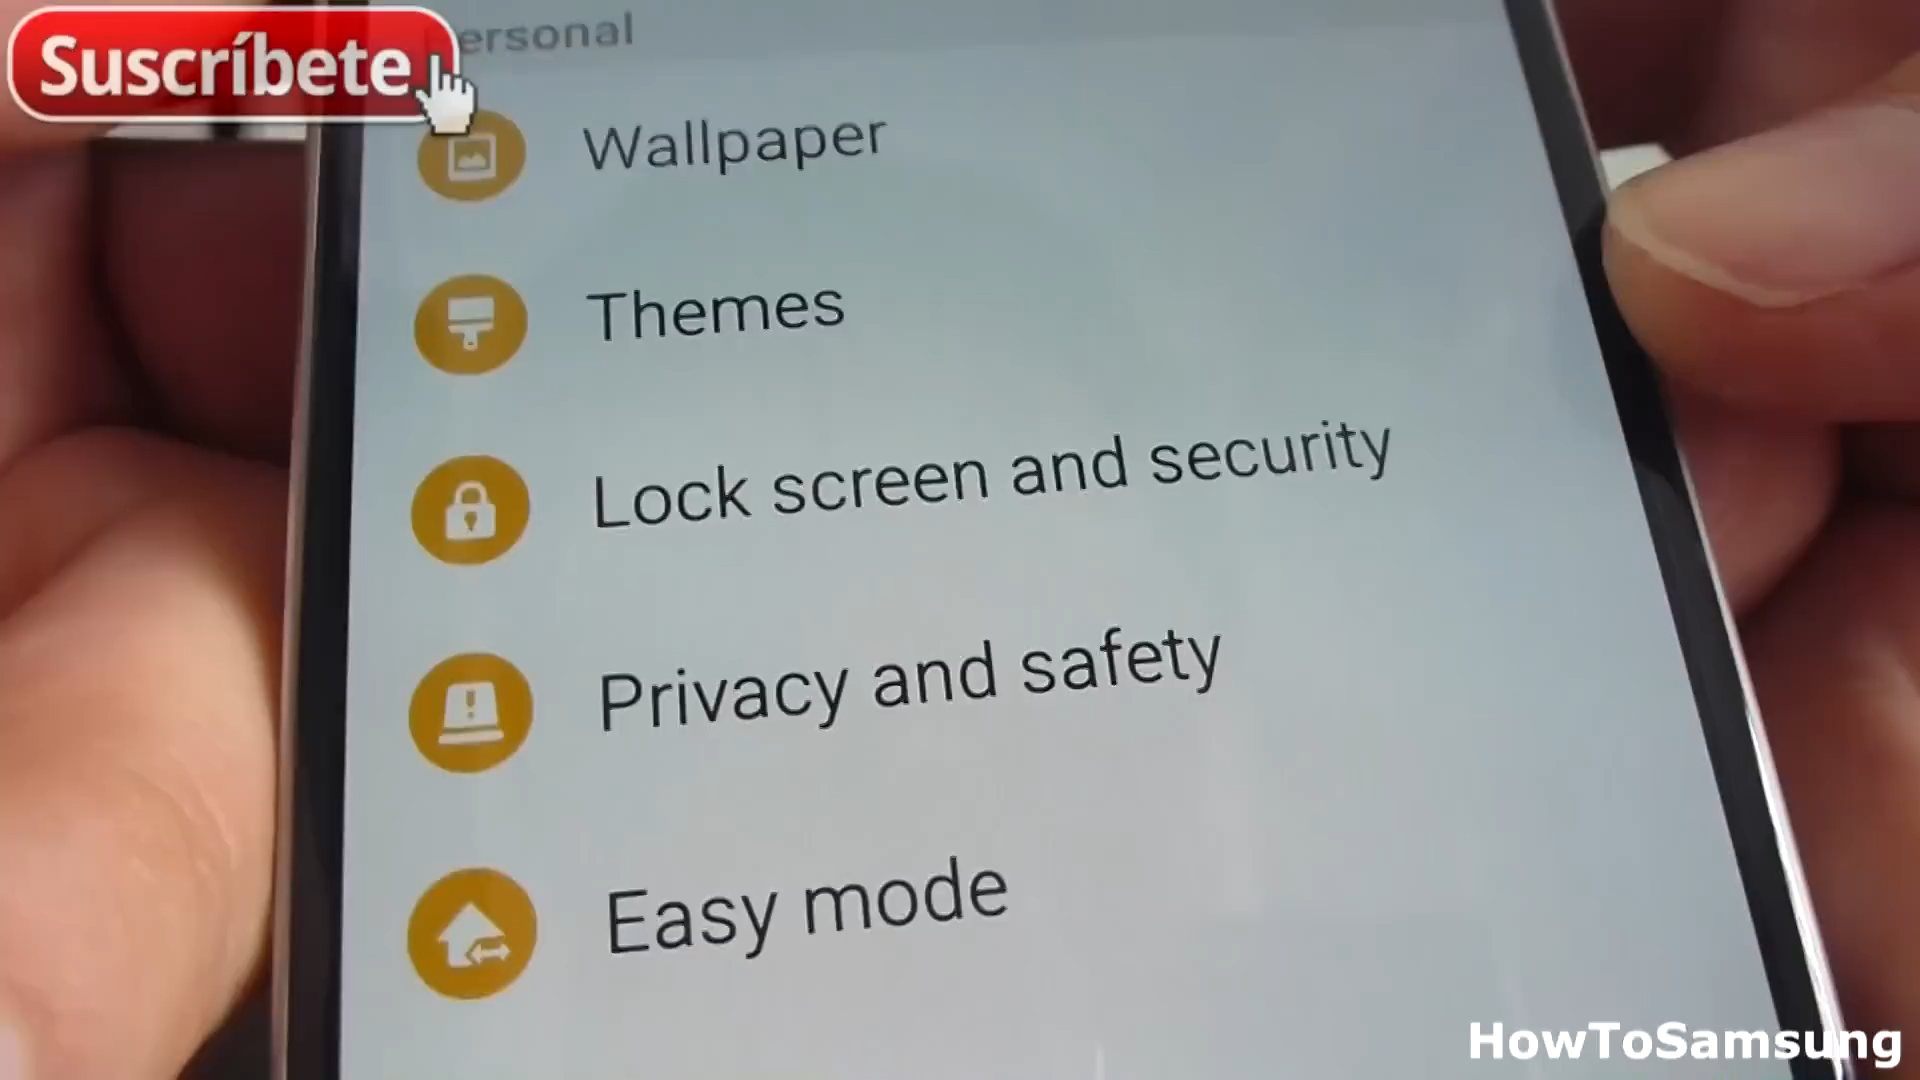 Suscríbete
ersonal
Wallpaper
Themes
Lock screen and security
Privacy and safety
Easy mode
HowToSamsung